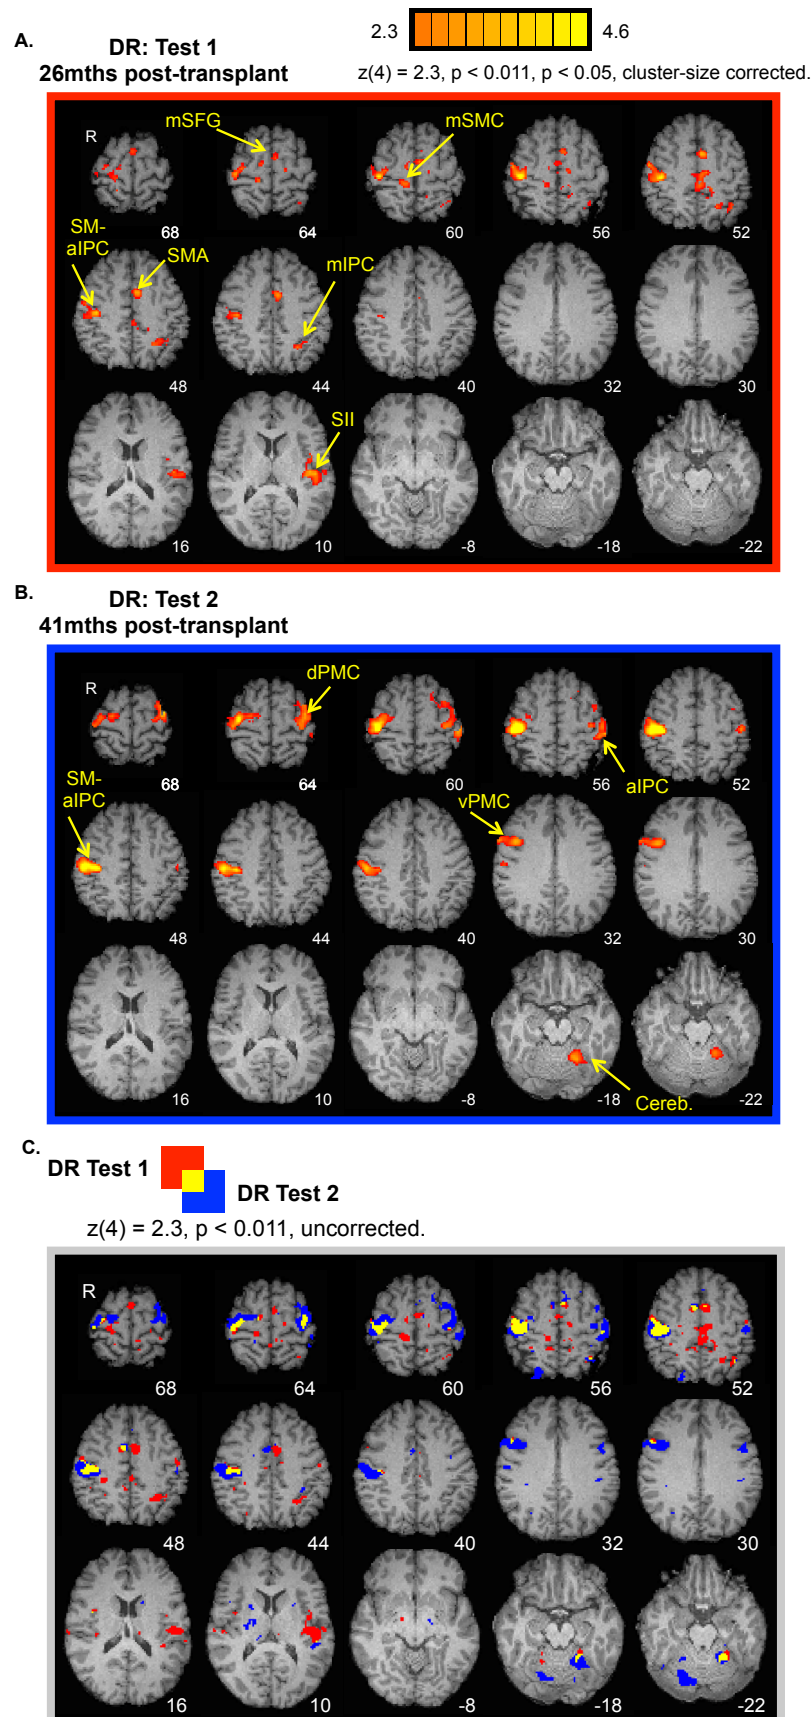 A.
DR: Test 1
26mths post-transplant
2.3 4.6
z(4) = 2.3, p < 0.011, p < 0.05, cluster-size corrected.
R mSFG mSMC
68 64 60 56 52
SM-
aIPC SMA mIPC
48 44 40 32 30
SII
16 10 -8 -18 -22
B.
DR: Test 2
41mths post-transplant
R dPMC
68 64 60 56 52
aIPC
SM-
aIPC vPMC
48 44 40 32 30
16 10 -8 -18 -22
Cereb.
C.
DR Test 1
DR Test 2
z(4) = 2.3, p < 0.011, uncorrected.
R
68 64 60 56 52
48 44 40 32 30
16 10 -8 -18 -22